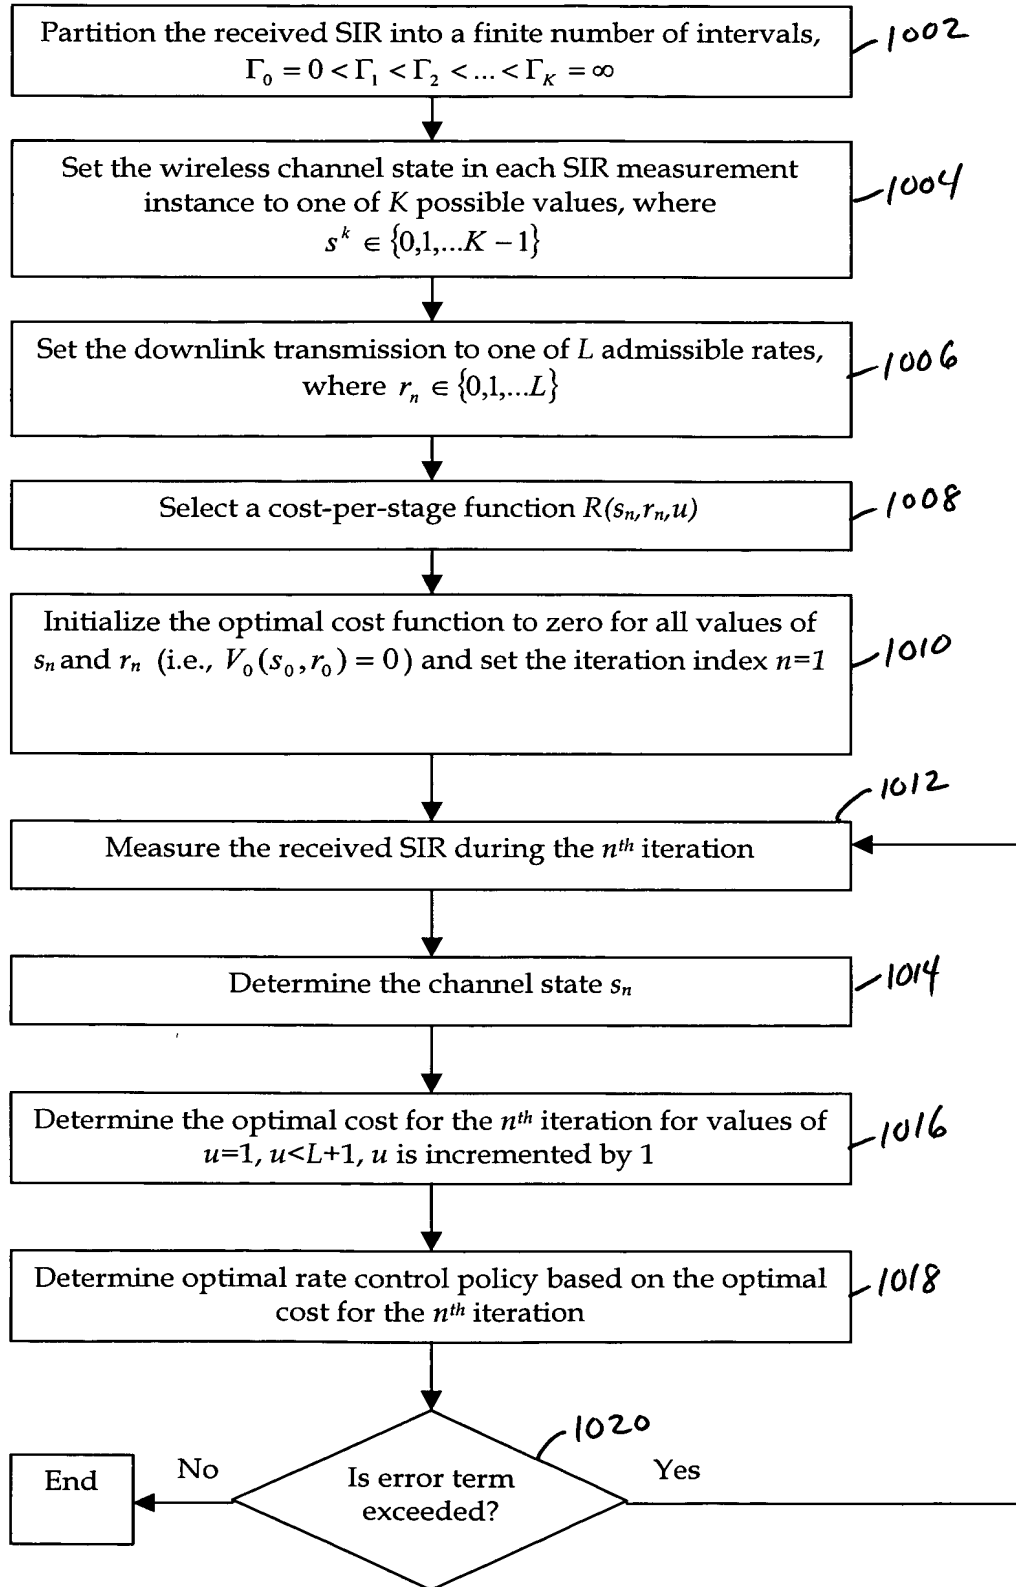 Partition the received SIR into a finite number of intervals,
Γ₀ = 0 < Γ₁ < Γ₂ < ... < Γ_K = ∞
1002
Set the wireless channel state in each SIR measurement
instance to one of K possible values, where
s^k ∈ {0,1,...K − 1}
1004
Set the downlink transmission to one of L admissible rates,
where r_n ∈ {0,1,...L}
1006
Select a cost-per-stage function R(s_n,r_n,u)
1008
Initialize the optimal cost function to zero for all values of
s_n and r_n (i.e., V₀(s₀,r₀) = 0) and set the iteration index n=1
1010
1012
Measure the received SIR during the n^th iteration
Determine the channel state s_n
1014
Determine the optimal cost for the n^th iteration for values of
u=1, u<L+1, u is incremented by 1
1016
Determine optimal rate control policy based on the optimal
cost for the n^th iteration
1018
1020
End
No
Is error term
exceeded?
Yes